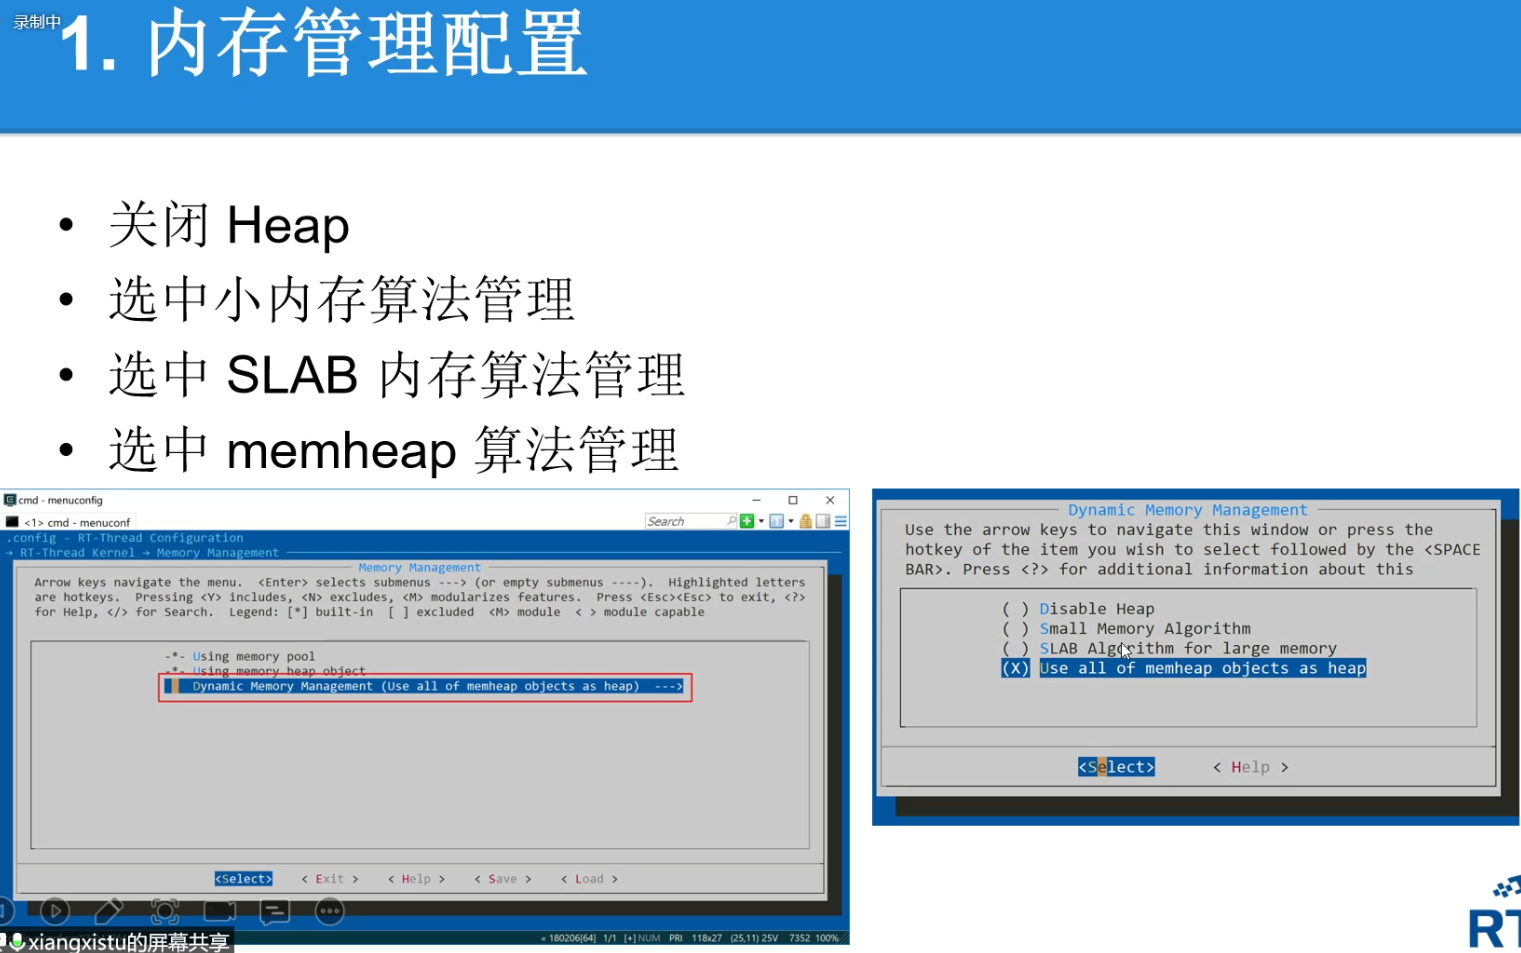 录制中
1. 内存管理配置
• 关闭 Heap
• 选中小内存算法管理
• 选中 SLAB 内存算法管理
• 选中 memheap 算法管理
cmd - menuconfig
<1> cmd - menuconf
Search
.config - RT-Thread Configuration
→ RT-Thread Kernel → Memory Management
Memory Management
Arrow keys navigate the menu. <Enter> selects submenus ---> (or empty submenus ----). Highlighted letters
are hotkeys. Pressing <Y> includes, <N> excludes, <M> modularizes features. Press <Esc><Esc> to exit, <?>
for Help, </> for Search. Legend: [*] built-in [ ] excluded <M> module < > module capable
-*- Using memory pool
-*- Using memory heap object
Dynamic Memory Management (Use all of memheap objects as heap) --->
<Select> < Exit > < Help > < Save > < Load >
« 180206[64] 1/1 [+] NUM PRI 118x27 (25,11) 25V 7352 100%
xiangxistu的屏幕共享
Dynamic Memory Management
Use the arrow keys to navigate this window or press the
hotkey of the item you wish to select followed by the <SPACE
BAR>. Press <?> for additional information about this
( ) Disable Heap
( ) Small Memory Algorithm
( ) SLAB Algorithm for large memory
(X) Use all of memheap objects as heap
<Select> < Help >
RT